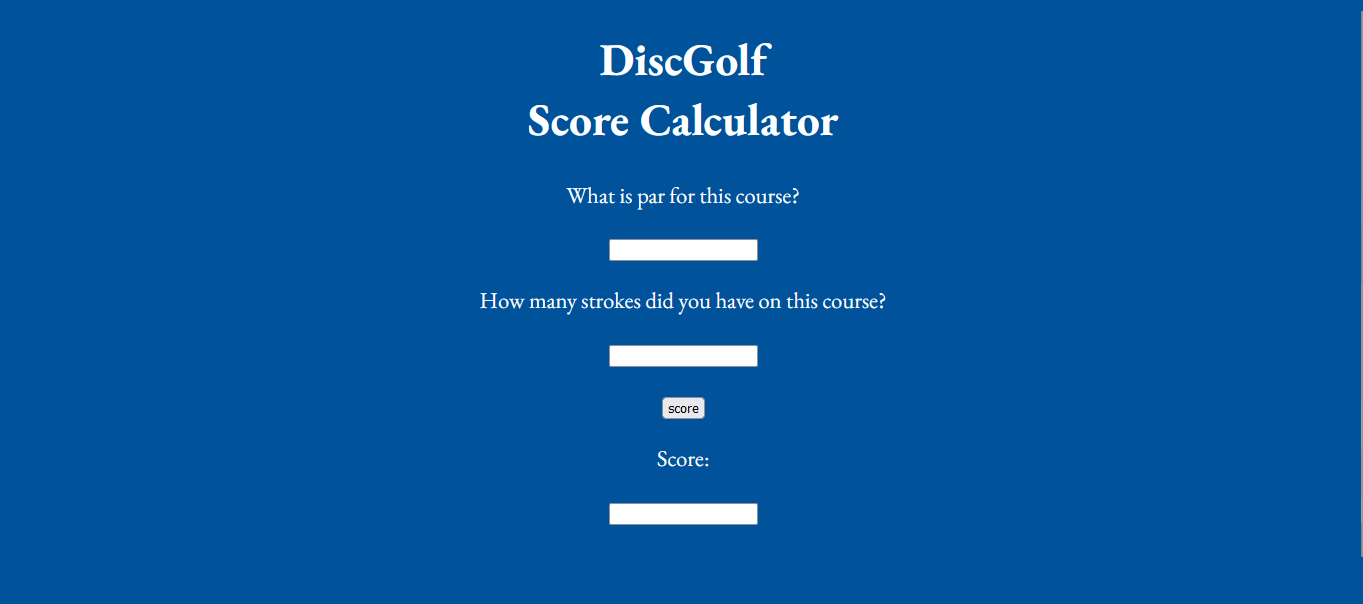 DiscGolf
Score Calculator
What is par for this course?
How many strokes did you have on this course?
score
Score: